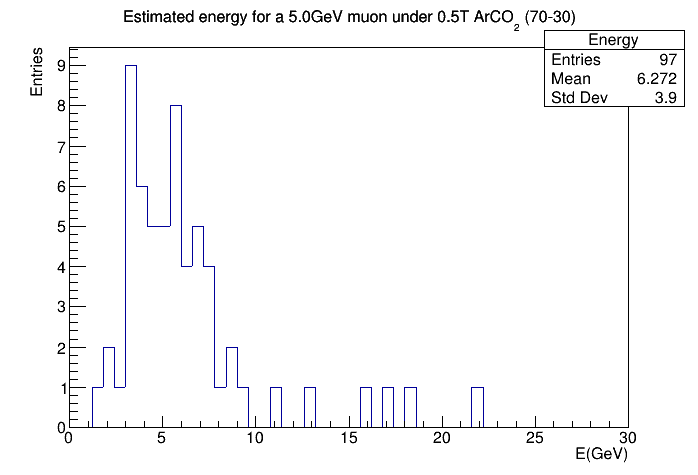 Estimated energy for a 5.0GeV muon under 0.5T ArCO₂ (70-30)
Energy
Entries 97
Mean 6.272
Std Dev 3.9
Entries
9
8
7
6
5
4
3
2
1
0
0 5 10 15 20 25 30
E(GeV)